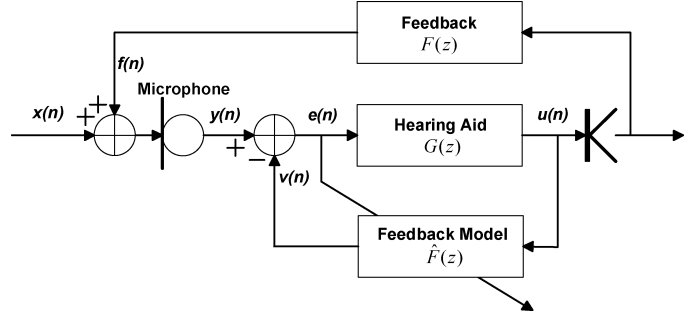 Feedback
F(z)
f(n)
Microphone
x(n)
+
+
y(n)
+
−
e(n)
Hearing Aid
G(z)
u(n)
v(n)
Feedback Model
F̂(z)